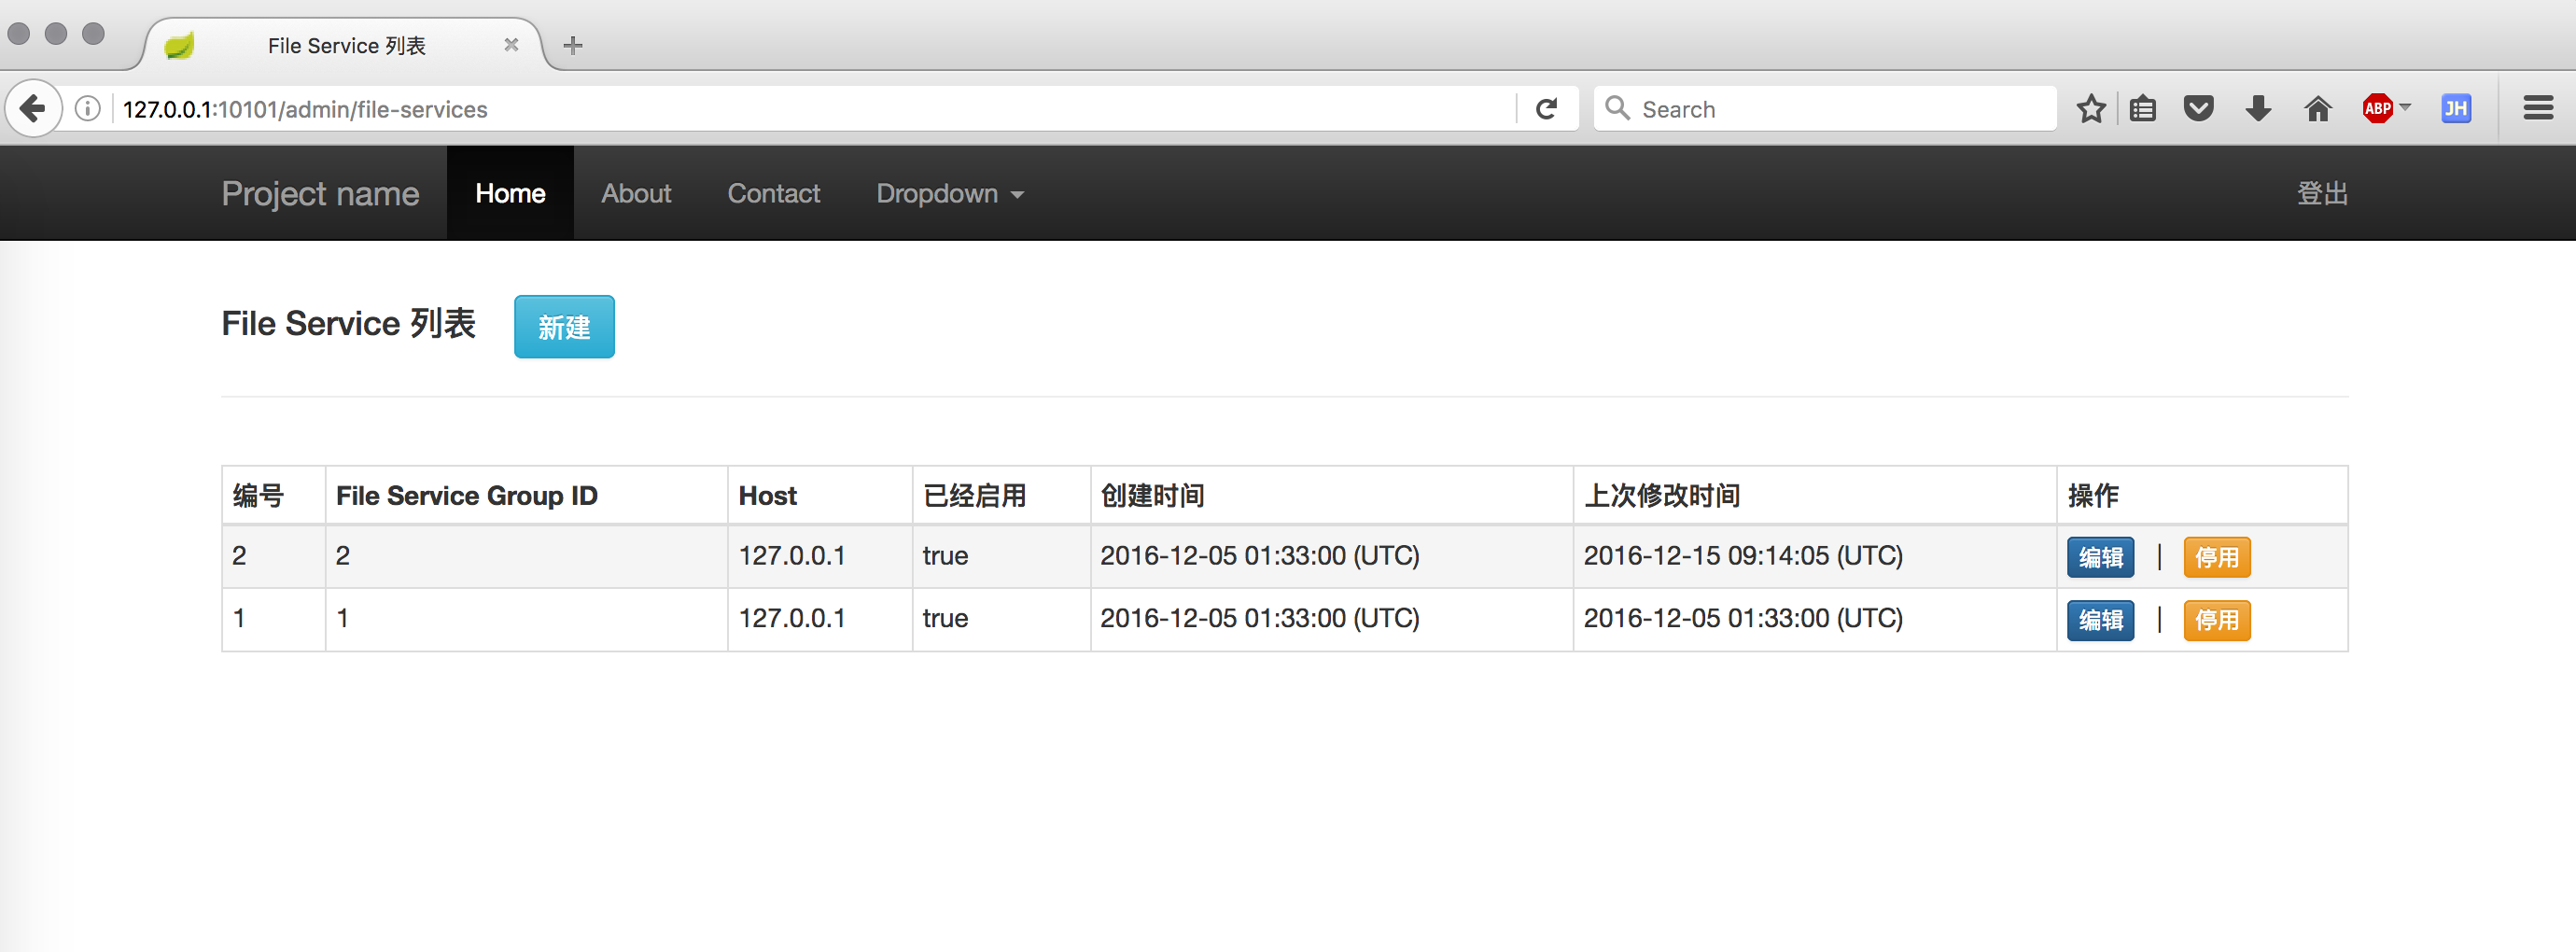 File Service 列表
127.0.0.1:10101/admin/file-services
Search
ABP
JH
Project name Home About Contact Dropdown 登出
File Service 列表 新建
编号 File Service Group ID Host 已经启用 创建时间 上次修改时间 操作
2 2 127.0.0.1 true 2016-12-05 01:33:00 (UTC) 2016-12-15 09:14:05 (UTC) 编辑 | 停用
1 1 127.0.0.1 true 2016-12-05 01:33:00 (UTC) 2016-12-05 01:33:00 (UTC) 编辑 | 停用